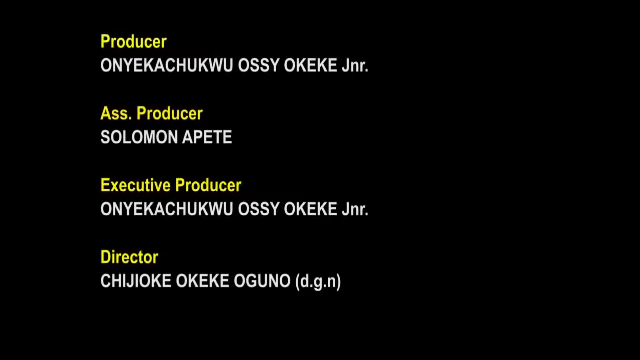 Producer
ONYEKACHUKWU OSSY OKEKE Jnr.
Ass. Producer
SOLOMON APETE
Executive Producer
ONYEKACHUKWU OSSY OKEKE Jnr.
Director
CHIJIOKE OKEKE OGUNO (d.g.n)